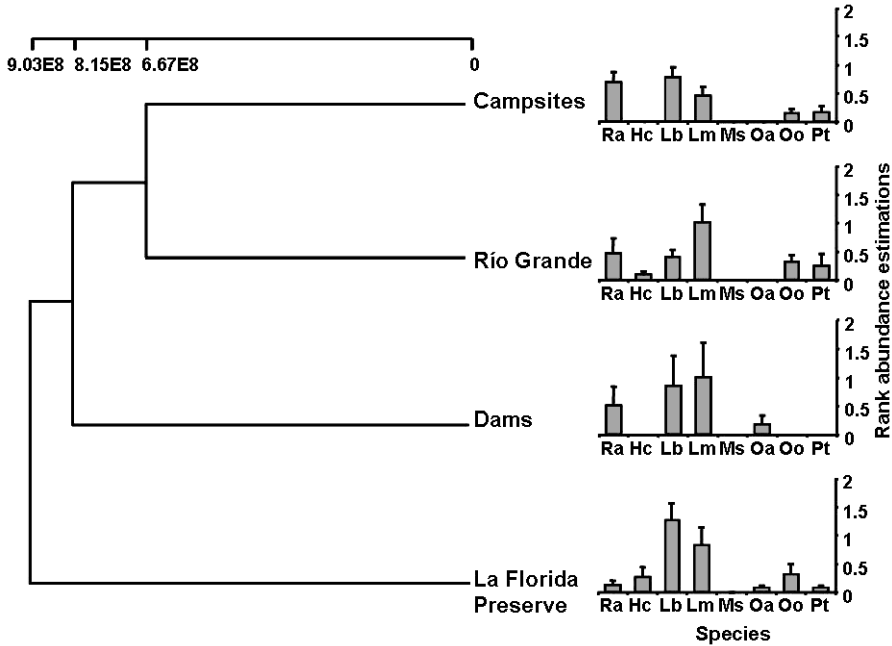 9.03E8 8.15E8 6.67E8 0
Campsites
2
1.5
1
0.5
0
Ra Hc Lb Lm Ms Oa Oo Pt
Río Grande
2
1.5
1
0.5
0
Ra Hc Lb Lm Ms Oa Oo Pt
Dams
2
1.5
1
0.5
0
Ra Hc Lb Lm Ms Oa Oo Pt
La Florida
Preserve
2
1.5
1
0.5
0
Ra Hc Lb Lm Ms Oa Oo Pt
Species
Rank abundance estimations